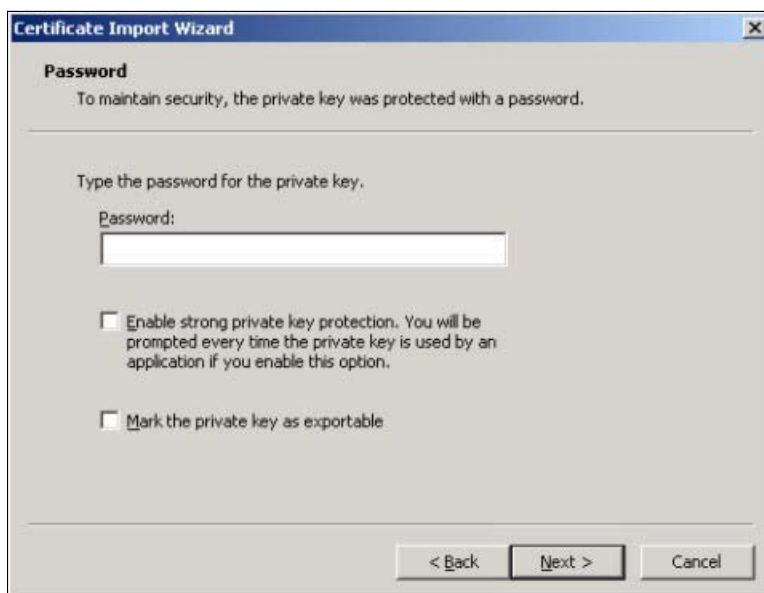 Certificate Import Wizard
Password
To maintain security, the private key was protected with a password.
Type the password for the private key.
Password:
Enable strong private key protection. You will
be prompted every time the private key is used by an
application if you enable this option.
Mark the private key as exportable
< Back
Next >
Cancel